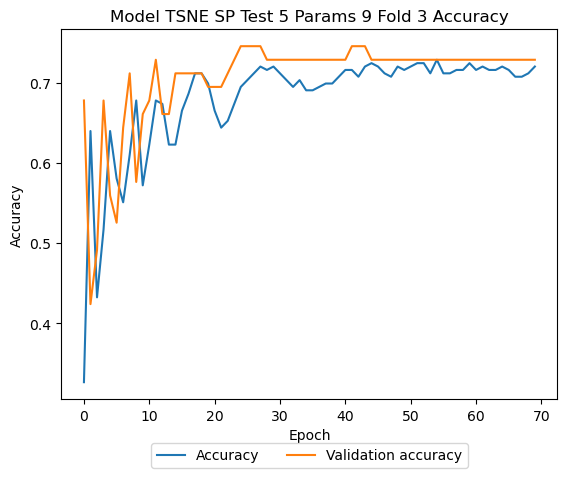 Model TSNE SP Test 5 Params 9 Fold 3 Accuracy
Accuracy
0.7
0.6
0.5
0.4
0 10 20 30 40 50 60 70
Epoch
Accuracy Validation accuracy